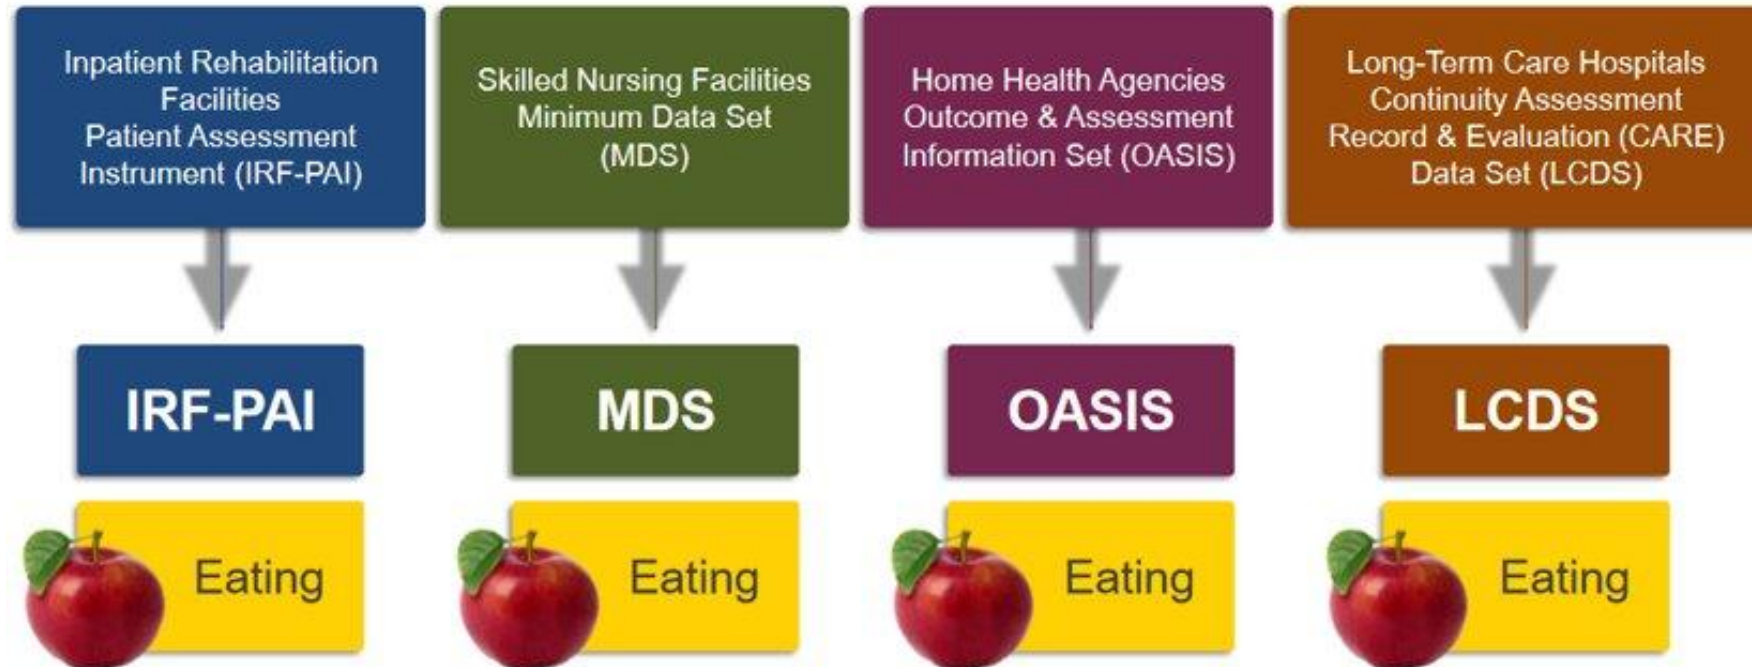 Inpatient Rehabilitation
Facilities
Patient Assessment
Instrument (IRF-PAI)
Skilled Nursing Facilities
Minimum Data Set
(MDS)
Home Health Agencies
Outcome & Assessment
Information Set (OASIS)
Long-Term Care Hospitals
Continuity Assessment
Record & Evaluation (CARE)
Data Set (LCDS)
IRF-PAI
MDS
OASIS
LCDS
Eating
Eating
Eating
Eating